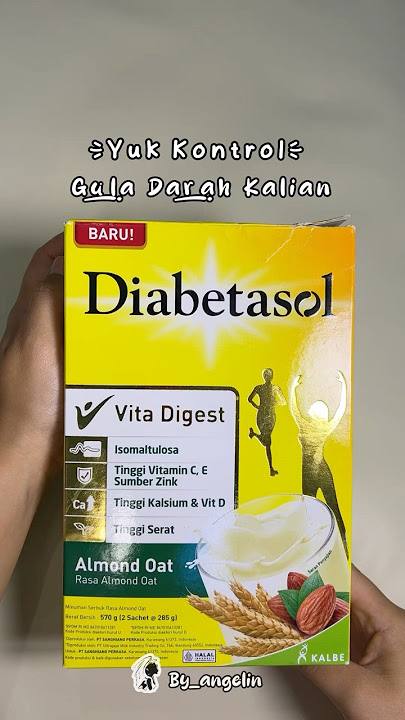 Yuk Kontrol
Gula Darah Kalian
BARU!
Diabetasol
Vita Digest
Isomaltulosa
Tinggi Vitamin C, E
Sumber Zink
Ca
Tinggi Kalsium & Vit D
Tinggi Serat
Almond Oat
Rasa Almond Oat
Saran Penyajian
Minuman Serbuk Rasa Almond Oat
Berat Bersih : 570 g (2 Sachet @ 285 g)
HALAL
KALBE
By_angelin